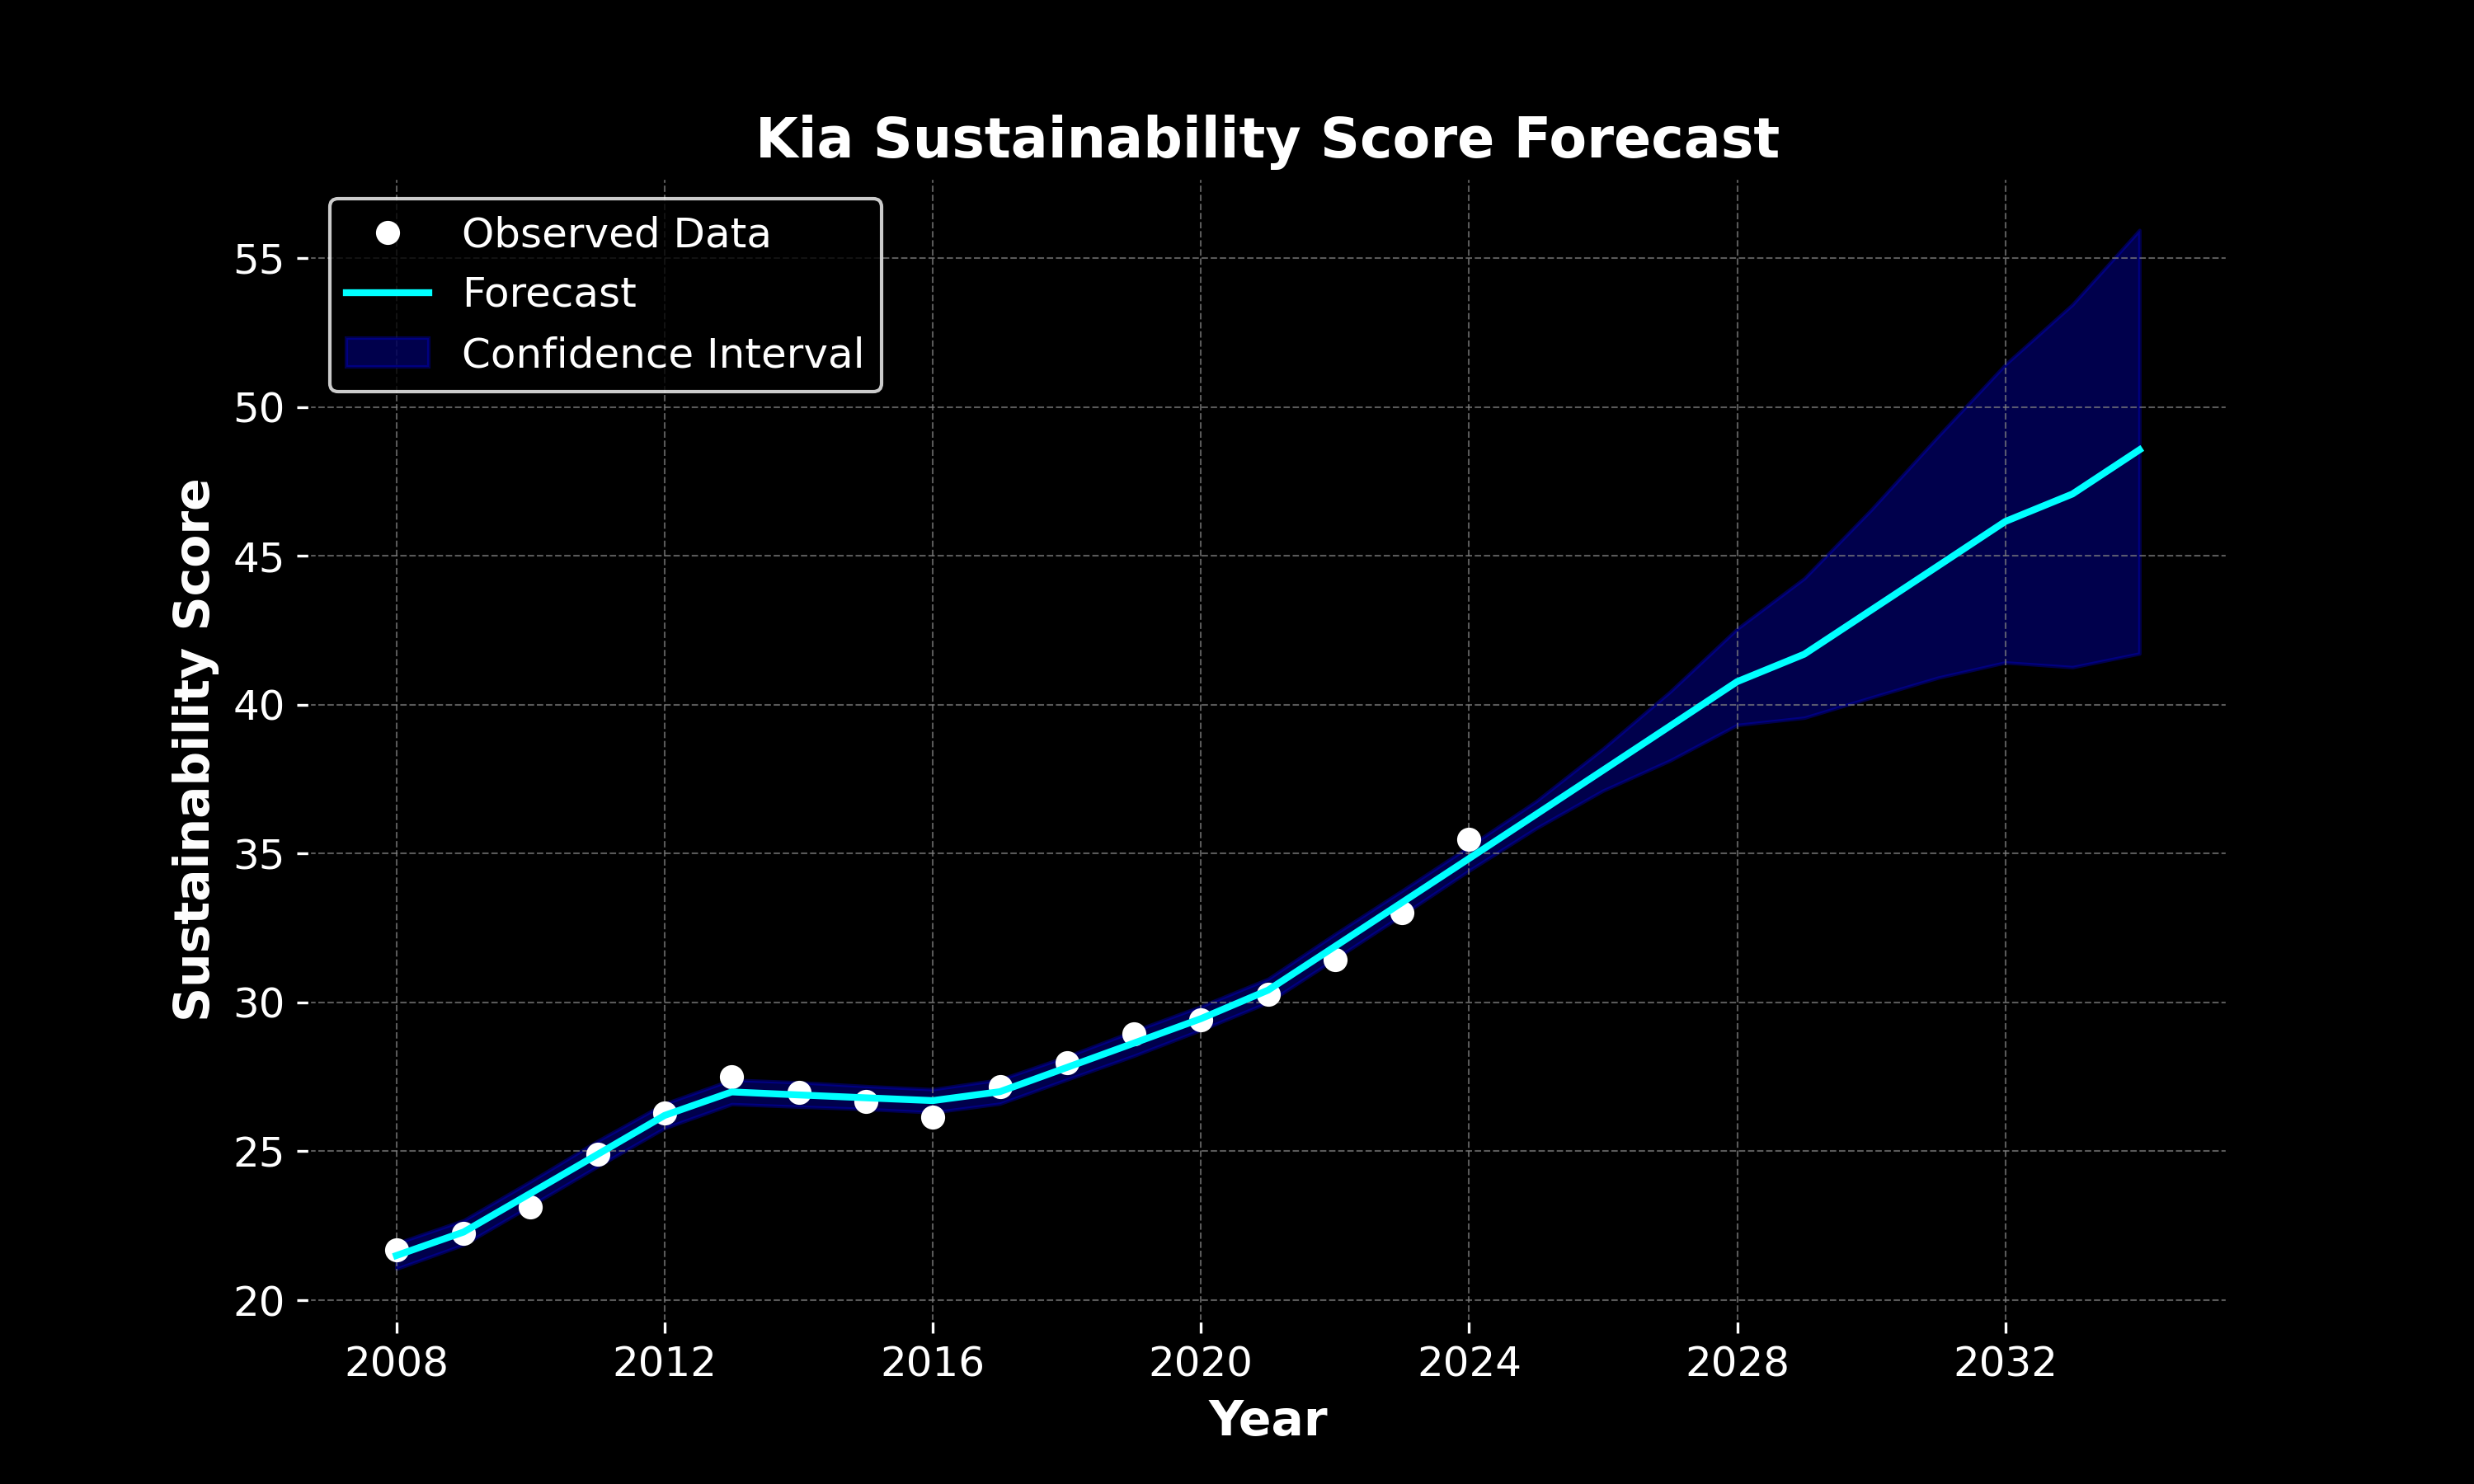 Kia Sustainability Score Forecast
Observed Data
Forecast
Confidence Interval
Sustainability Score
55
50
45
40
35
30
25
20
2008 2012 2016 2020 2024 2028 2032
Year